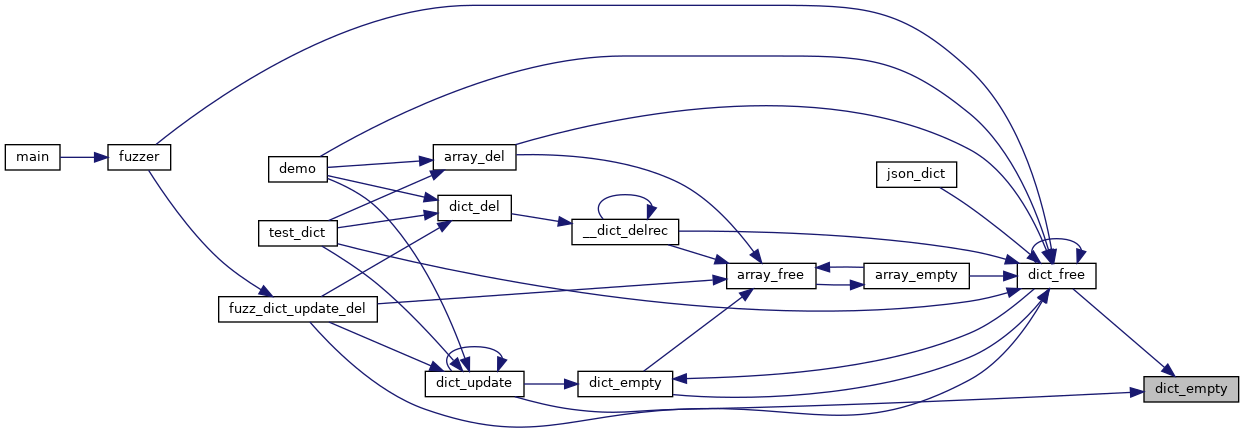 main
fuzzer
demo
array_del
json_dict
dict_del
test_dict
__dict_delrec
array_free
array_empty
dict_free
fuzz_dict_update_del
dict_update
dict_empty
dict_empty